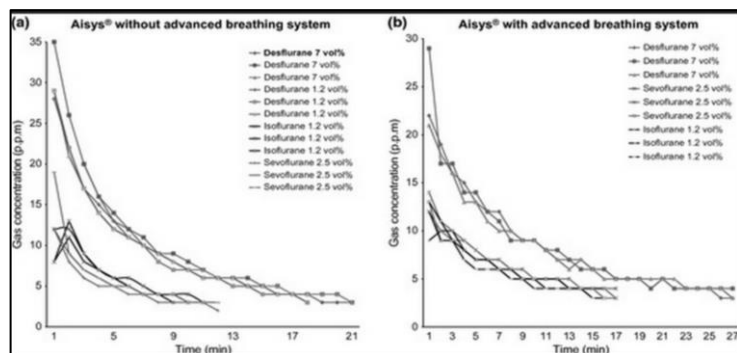 (a) Aisys® without advanced breathing system
35
30
25
20
15
10
5
0
Gas concentration (p.p.m)
Desflurane 7 vol%
Desflurane 7 vol%
Desflurane 7 vol%
Desflurane 1.2 vol%
Desflurane 1.2 vol%
Desflurane 1.2 vol%
Isoflurane 1.2 vol%
Isoflurane 1.2 vol%
Isoflurane 1.2 vol%
Sevoflurane 2.5 vol%
Sevoflurane 2.5 vol%
Sevoflurane 2.5 vol%
1 5 9 13 17 21
Time (min)
(b) Aisys® with advanced breathing system
30
25
20
15
10
5
0
Gas concentration (p.p.m)
Desflurane 7 vol%
Desflurane 7 vol%
Desflurane 7 vol%
Sevoflurane 2.5 vol%
Sevoflurane 2.5 vol%
Sevoflurane 2.5 vol%
Isoflurane 1.2 vol%
Isoflurane 1.2 vol%
Isoflurane 1.2 vol%
1 3 5 7 9 11 13 15 17 19 21 23 25 27
Time (min)